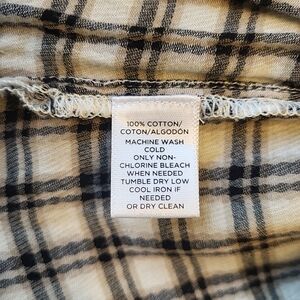 100% COTTON/
COTON/ALGODÓN
MACHINE WASH
COLD
ONLY NON-
CHLORINE BLEACH
WHEN NEEDED
TUMBLE DRY LOW
COOL IRON IF
NEEDED
OR DRY CLEAN